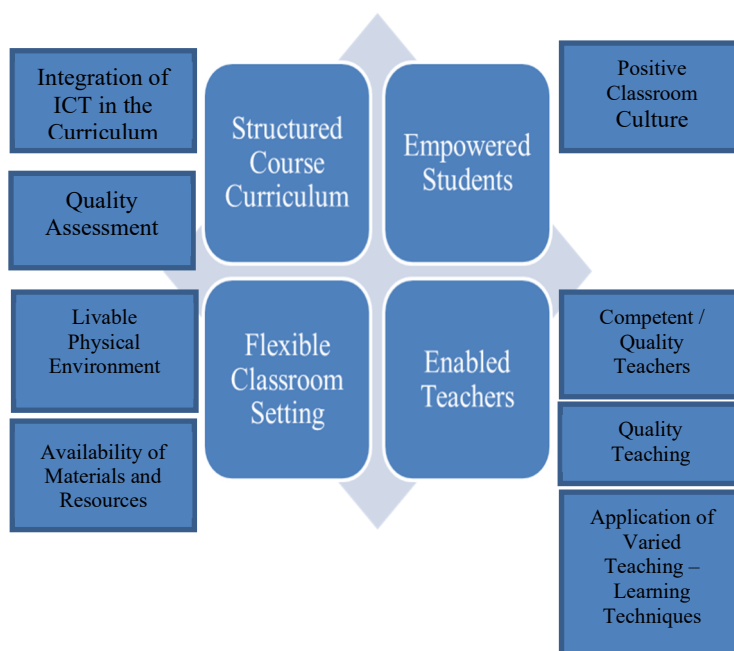 Integration of
ICT in the
Curriculum
Quality
Assessment
Structured
Course
Curriculum
Empowered
Students
Positive
Classroom
Culture
Livable
Physical
Environment
Availability of
Materials and
Resources
Flexible
Classroom
Setting
Enabled
Teachers
Competent /
Quality
Teachers
Quality
Teaching
Application of
Varied
Teaching –
Learning
Techniques